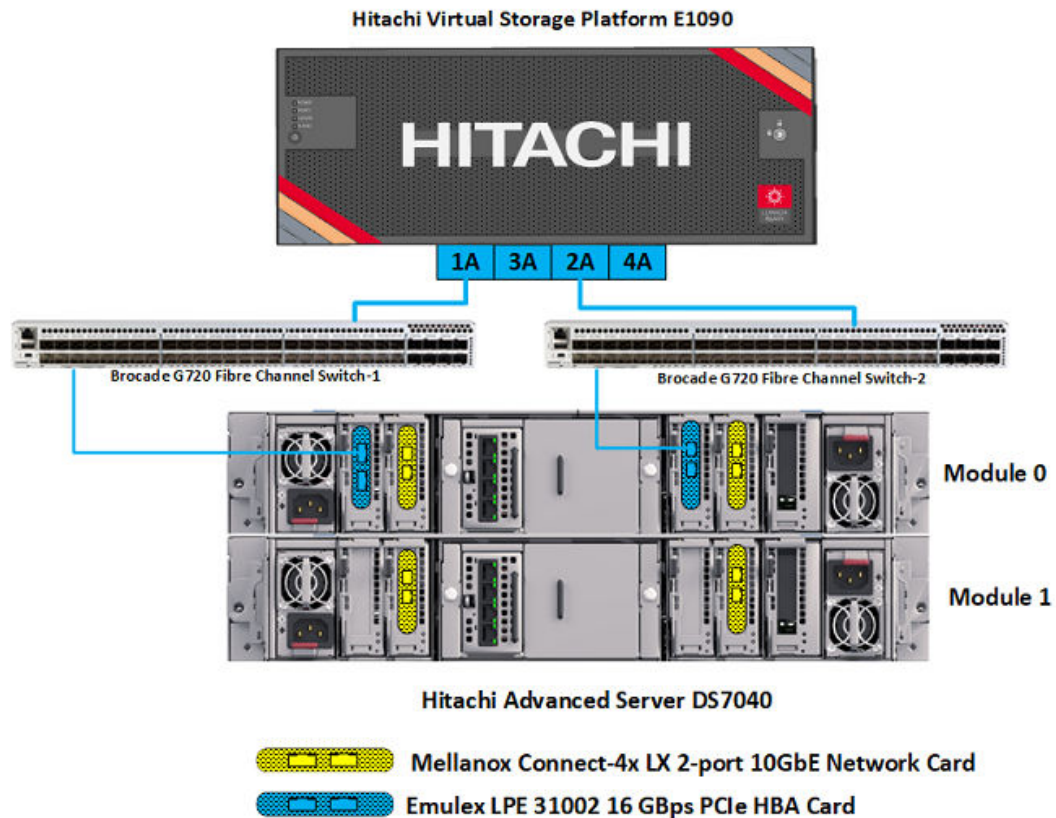 Hitachi Virtual Storage Platform E1090
HITACHI
1A 3A 2A 4A
Brocade G720 Fibre Channel Switch-1
Brocade G720 Fibre Channel Switch-2
Module 0
Module 1
Hitachi Advanced Server DS7040
Mellanox Connect-4x LX 2-port 10GbE Network Card
Emulex LPE 31002 16 GBps PCIe HBA Card